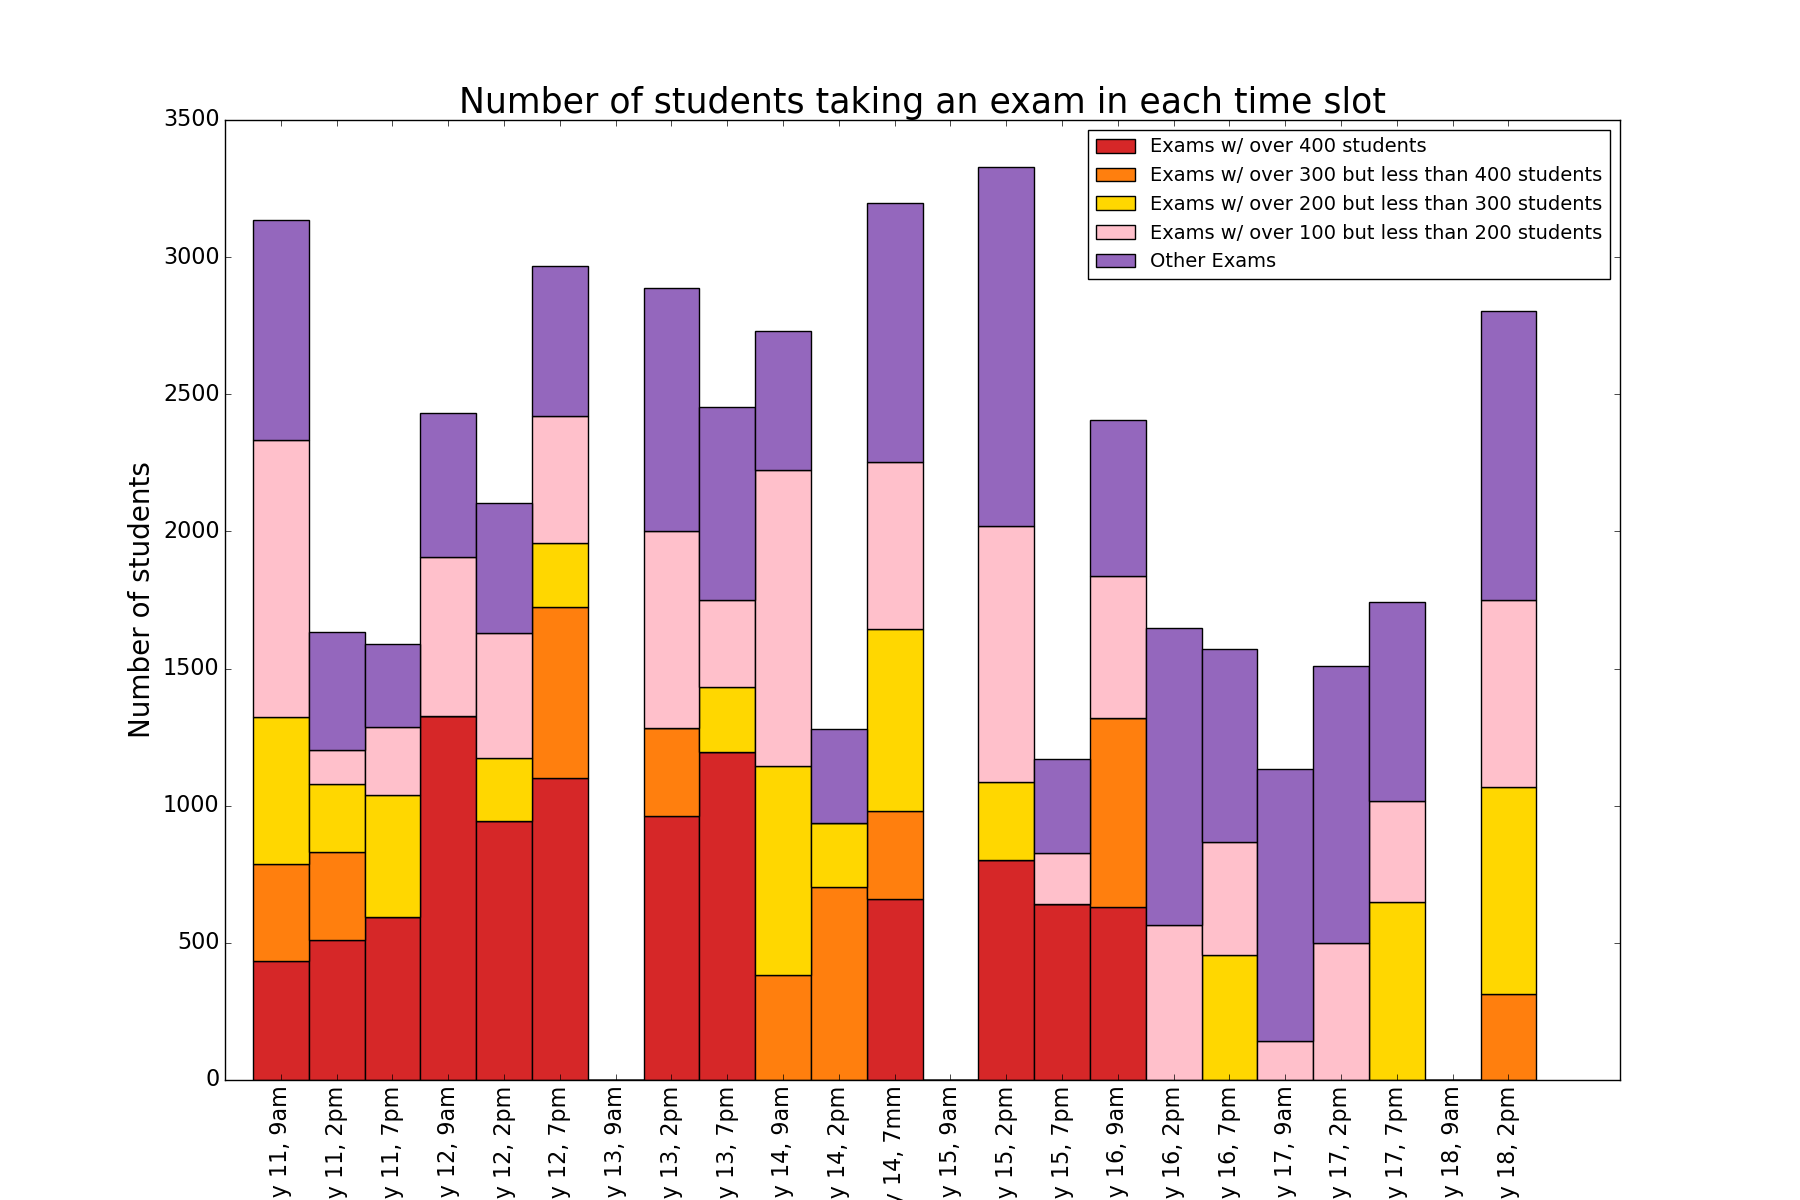 Number of students taking an exam in each time slot
Exams w/ over 400 students
Exams w/ over 300 but less than 400 students
Exams w/ over 200 but less than 300 students
Exams w/ over 100 but less than 200 students
Other Exams
Number of students
3500
3000
2500
2000
1500
1000
500
0
y 11, 9am
y 11, 2pm
y 11, 7pm
y 12, 9am
y 12, 2pm
y 12, 7pm
y 13, 9am
y 13, 2pm
y 13, 7pm
y 14, 9am
y 14, 2pm
y 14, 7mm
y 15, 9am
y 15, 2pm
y 15, 7pm
y 16, 9am
y 16, 2pm
y 16, 7pm
y 17, 9am
y 17, 2pm
y 17, 7pm
y 18, 9am
y 18, 2pm